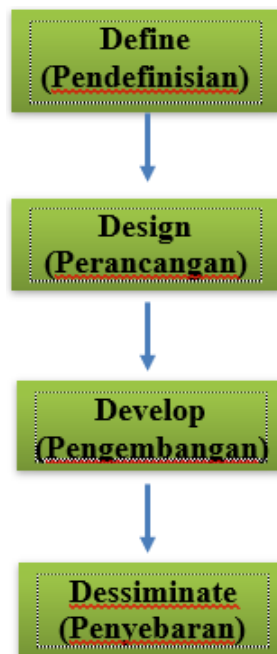 Define
(Pendefinisian)
Design
(Perancangan)
Develop
(Pengembangan)
Dessiminate
(Penyebaran)